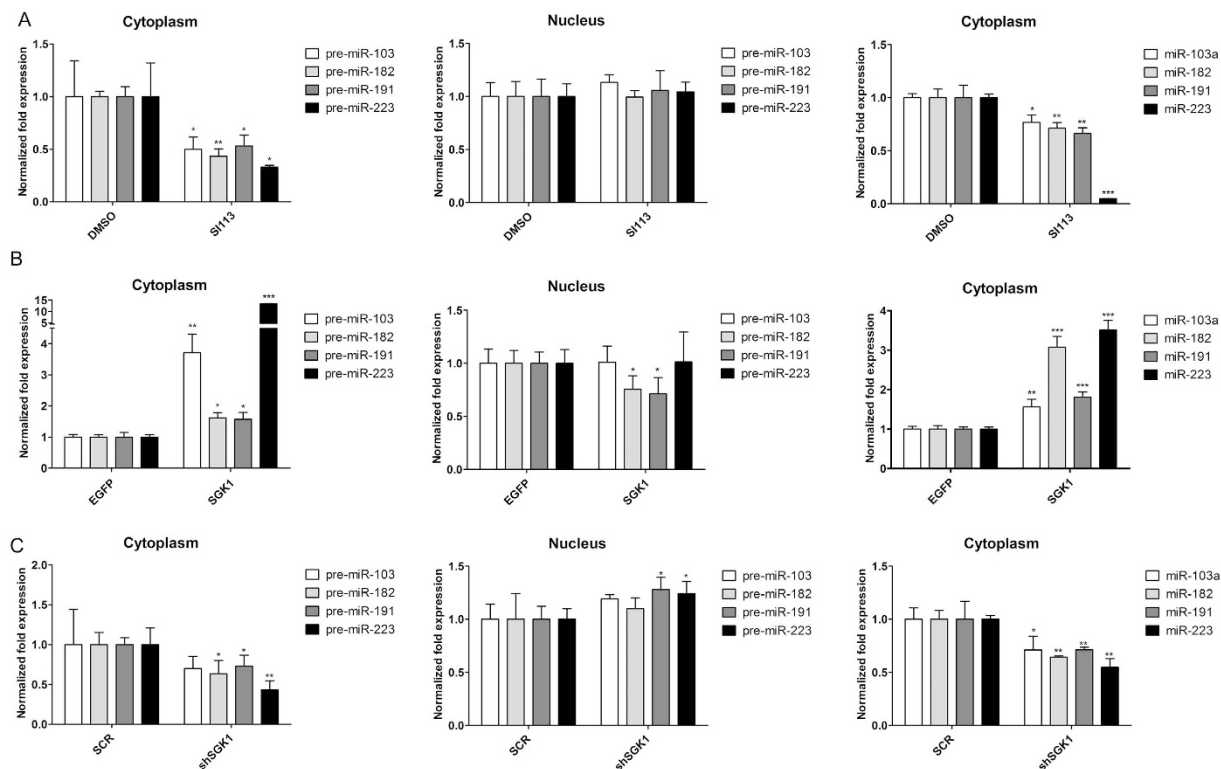 A
Cytoplasm
Normalized fold expression
1.5
1.0
0.5
0.0
* ** * *
DMSO
SI113
pre-miR-103
pre-miR-182
pre-miR-191
pre-miR-223
Nucleus
Normalized fold expression
1.5
1.0
0.5
0.0
DMSO
SI113
pre-miR-103
pre-miR-182
pre-miR-191
pre-miR-223
Cytoplasm
Normalized fold expression
1.5
1.0
0.5
0.0
* ** ** ***
DMSO
SI113
miR-103a
miR-182
miR-191
miR-223
B
Cytoplasm
Normalized fold expression
15
10
5
4
2
1
0
** * * ***
EGFP
SGK1
pre-miR-103
pre-miR-182
pre-miR-191
pre-miR-223
Nucleus
Normalized fold expression
1.5
1.0
0.5
0.0
* *
EGFP
SGK1
pre-miR-103
pre-miR-182
pre-miR-191
pre-miR-223
Cytoplasm
Normalized fold expression
4
2
1
0
** *** *** ***
EGFP
SGK1
miR-103a
miR-182
miR-191
miR-223
C
Cytoplasm
Normalized fold expression
2.0
1.5
1.0
0.5
0.0
* * **
SCR
shSGK1
pre-miR-103
pre-miR-182
pre-miR-191
pre-miR-223
Nucleus
Normalized fold expression
1.5
1.0
0.5
0.0
* *
SCR
shSGK1
pre-miR-103
pre-miR-182
pre-miR-191
pre-miR-223
Cytoplasm
Normalized fold expression
1.5
1.0
0.5
0.0
* ** ** **
SCR
shSGK1
miR-103a
miR-182
miR-191
miR-223